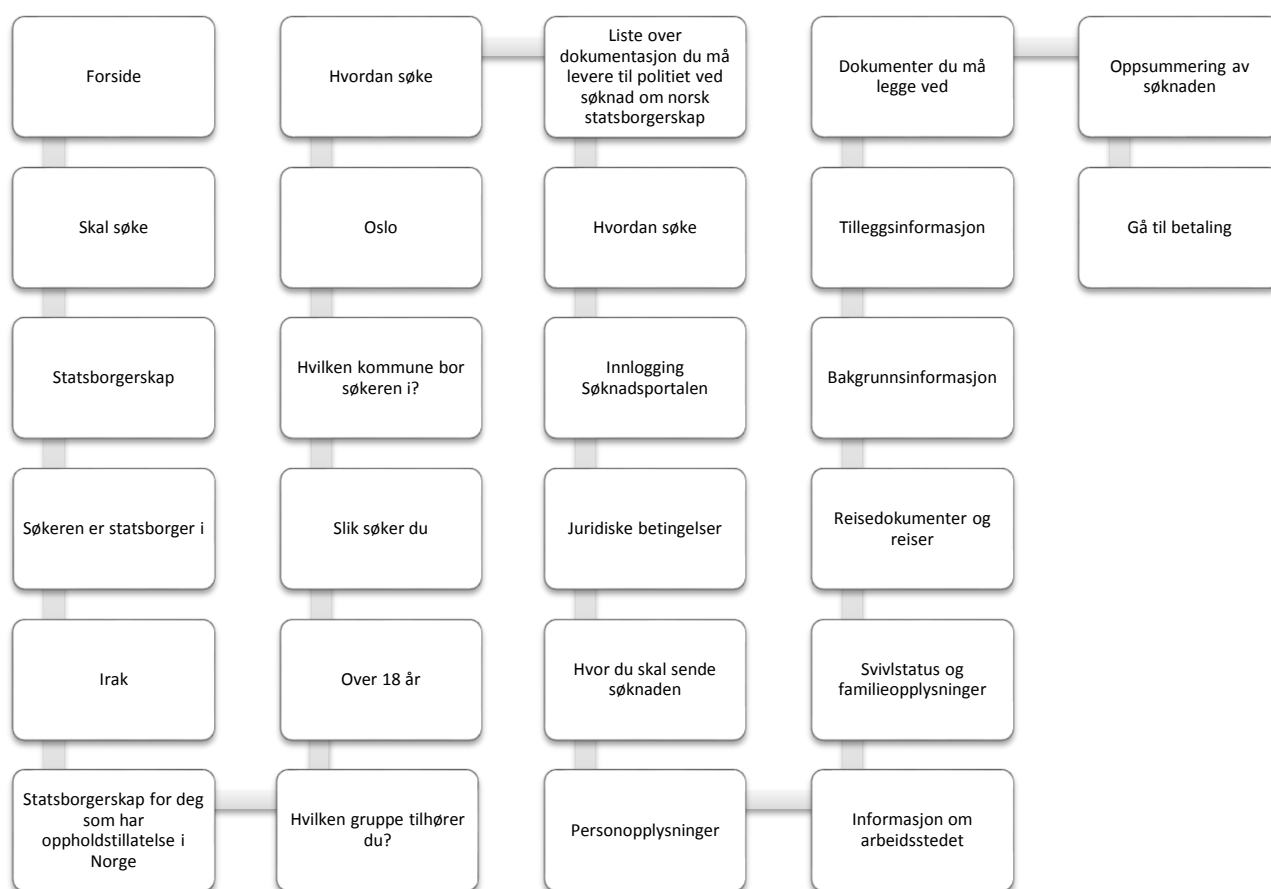 Forside
Skal søke
Statsborgerskap
Søkeren er statsborger i
Irak
Statsborgerskap for deg
som har
oppholdstillatelse i
Norge
Hvilken gruppe tilhører
du?
Over 18 år
Slik søker du
Hvilken kommune bor
søkeren i?
Oslo
Hvordan søke
Liste over
dokumentasjon du må
levere til politiet ved
søknad om norsk
statsborgerskap
Hvordan søke
Innlogging
Søknadsportalen
Juridiske betingelser
Hvor du skal sende
søknaden
Personopplysninger
Informasjon om
arbeidsstedet
Svivlstatus og
familieopplysninger
Reisedokumenter og
reiser
Bakgrunnsinformasjon
Tilleggsinformasjon
Dokumenter du må
legge ved
Oppsummering av
søknaden
Gå til betaling